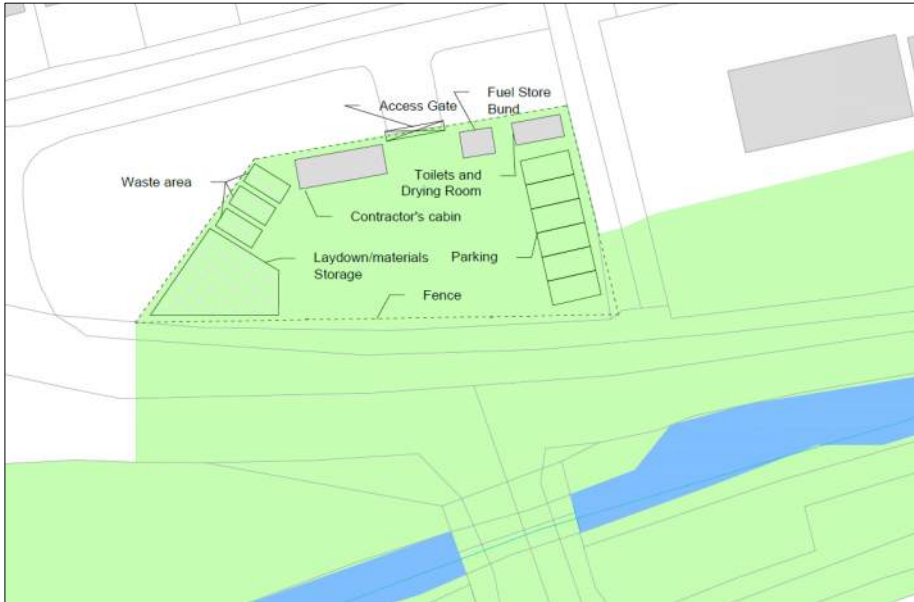 Access Gate
Fuel Store
Bund
Waste area
Toilets and
Drying Room
Contractor's cabin
Laydown/materials
Storage
Parking
Fence